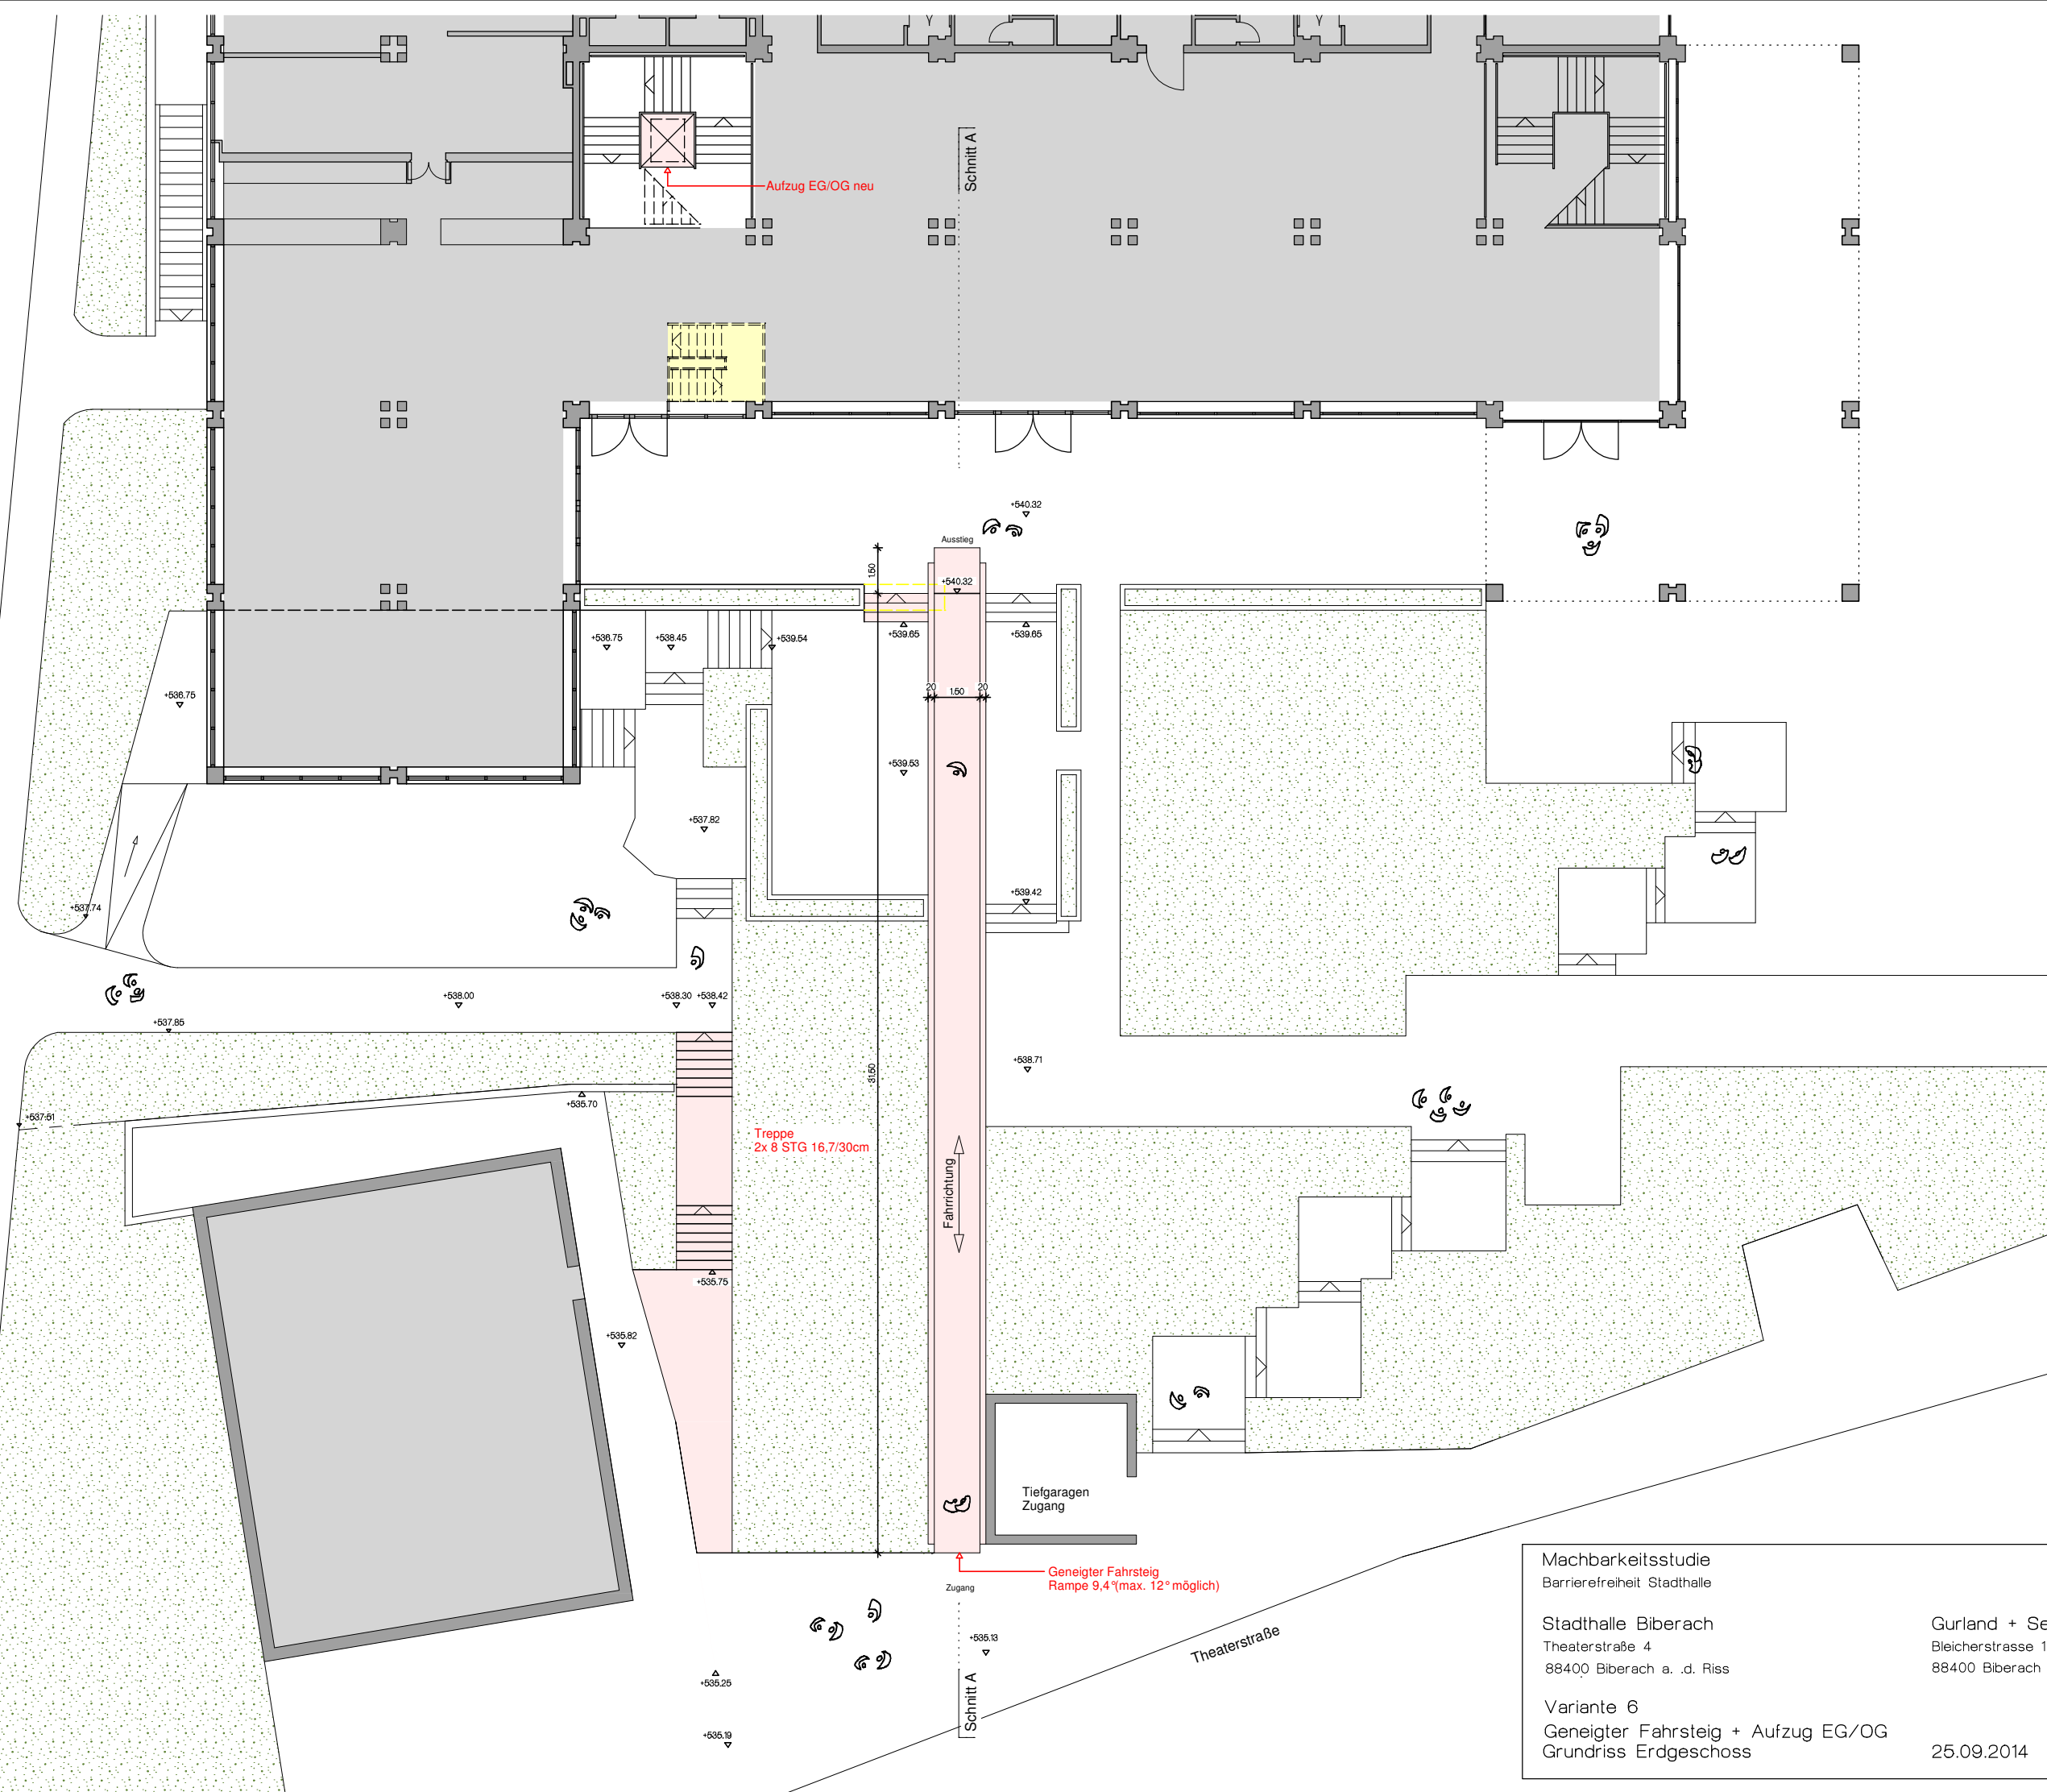 Schnitt A
Aufzug EG/OG neu
+540.32
Ausstieg
1.50
+540.32
+536.75
+538.45
+539.54
+539.65
+539.65
+536.75
20
1.50
20
+539.53
+537.82
+539.42
+537.74
+538.00
+538.30
+538.42
+537.85
+538.71
31.50
+537.51
+535.70
Treppe
2x 8 STG 16,7/30cm
Fahrrichtung
+535.75
+535.82
Tiefgaragen
Zugang
Geneigter Fahrsteig
Rampe 9,4°(max. 12° möglich)
Zugang
+535.13
Theaterstraße
+535.25
Schnitt A
+535.19
Machbarkeitsstudie
Barrierefreiheit Stadthalle
Stadthalle Biberach
Gurland + Se
Theaterstraße 4
Bleicherstrasse 1
88400 Biberach a. .d. Riss
88400 Biberach
Variante 6
Geneigter Fahrsteig + Aufzug EG/OG
Grundriss Erdgeschoss
25.09.2014